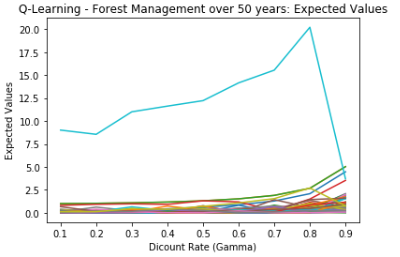 Q-Learning - Forest Management over 50 years: Expected Values
Expected Values
20.0
17.5
15.0
12.5
10.0
7.5
5.0
2.5
0.0
0.1 0.2 0.3 0.4 0.5 0.6 0.7 0.8 0.9
Dicount Rate (Gamma)